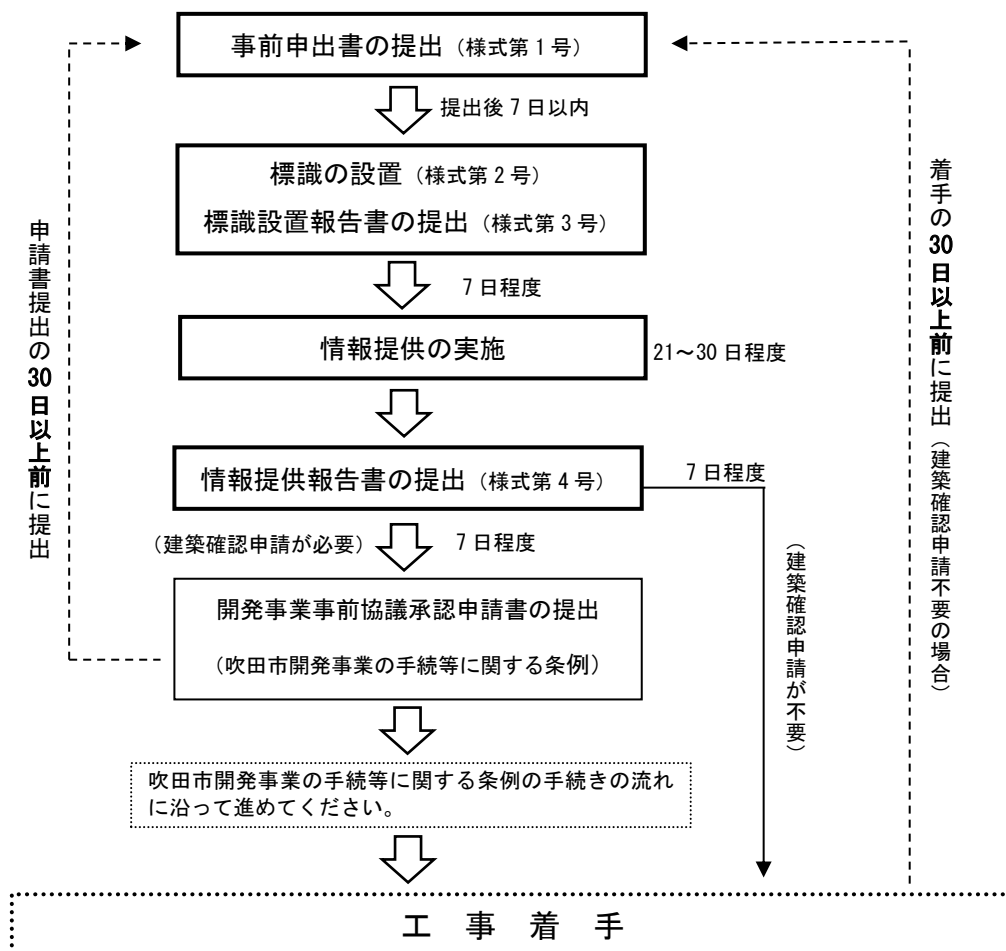 事前申出書の提出（様式第1号）
提出後7日以内
標識の設置（様式第2号）
標識設置報告書の提出（様式第3号）
7日程度
情報提供の実施
21～30日程度
情報提供報告書の提出（様式第4号）
7日程度
（建築確認申請が必要）
7日程度
開発事業事前協議承認申請書の提出
（吹田市開発事業の手続等に関する条例）
吹田市開発事業の手続等に関する条例の手続きの流れ
に沿って進めてください。
工事着手
申請書提出の30日以上前に提出
（建築確認申請が不要）
着手の30日以上前に提出（建築確認申請不要の場合）